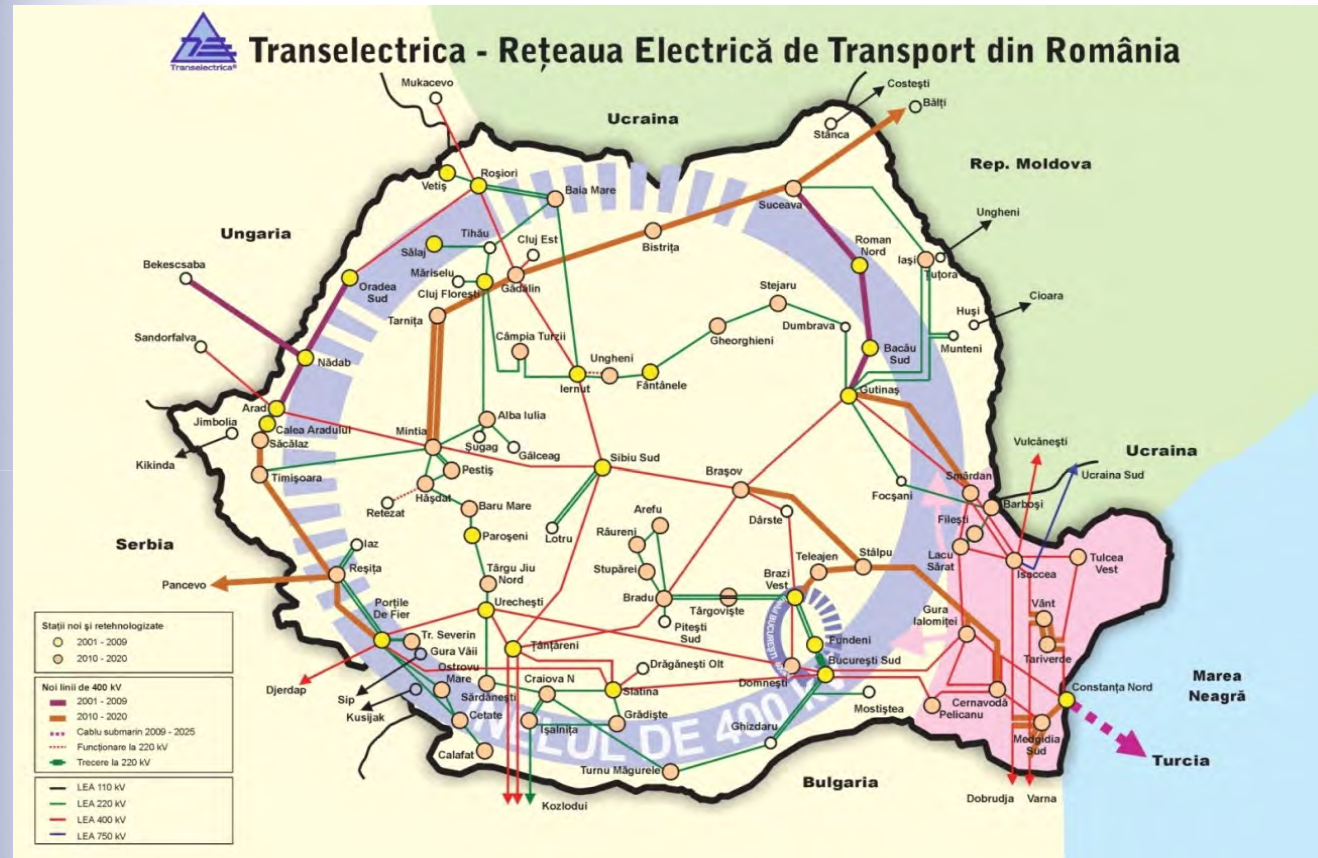 Transelectrica®
Transelectrica - Rețeaua Electrică de Transport din România
Mukacevo
Costești
Bălți
Stânca
Ucraina
Rep. Moldova
Vetiș
Roșiori
Baia Mare
Suceava
Ungheni
Ungaria
Tihău
Cluj Est
Bistrița
Roman
Nord
Iași
Țuțora
Sălaj
Bekescsaba
Oradea
Sud
Mărișelu
Cluj Florești
Gădălin
Stejaru
Cioara
Huși
Tarnița
Câmpia Turzii
Gheorghieni
Dumbrava
Munteni
Sandorfalva
Nădab
Ungheni
Iernut
Fântânele
Bacău
Sud
Gutinaș
Arad
Jimbolia
Calea Aradului
Săcălaz
Kikinda
Timișoara
Mintia
Alba Iulia
Șugag
Gâlceag
Pestiș
Hășdat
Retezat
Baru Mare
Sibiu Sud
Brașov
Vulcănești
Ucraina
Ucraina Sud
Smârdan
Focșani
Barboși
Filești
Lacu
Sărat
Isaccea
Tulcea
Vest
Lotru
Dârste
Arefu
Râureni
Stupărei
Paroșeni
Serbia
Iaz
Reșița
Pancevo
Târgu Jiu
Nord
Urechești
Bradu
Pitești
Sud
Târgoviște
Brazi
Vest
Teleajen
Stâlpu
Gura
Ialomiței
Vânt
Tariverde
Porțile
De Fier
Tr. Severin
Gura Văii
Ostrovu
Mare
Țânțăreni
Drăgănești Olt
Fundeni
București Sud
Domnești
INELUL BUCUREȘTI
Djerdap
Sip
Kusijak
Cetate
Sărdănești
Craiova N
Slatina
Grădiște
Ișalnița
Calafat
Mostiștea
Ghizdaru
Pelicanu
Cernavodă
Medgidia
Sud
Constanța Nord
Marea
Neagră
INELUL DE 400 kV
Turnu Măgurele
Kozlodui
Bulgaria
Dobrudja
Varna
Turcia
Stații noi și retehnologizate
2001 - 2009
2010 - 2020
Noi linii de 400 kV
2001 - 2009
2010 - 2020
Cablu submarin 2009 - 2025
Funcționare la 220 kV
Trecere la 220 kV
LEA 110 kV
LEA 220 kV
LEA 400 kV
LEA 750 kV